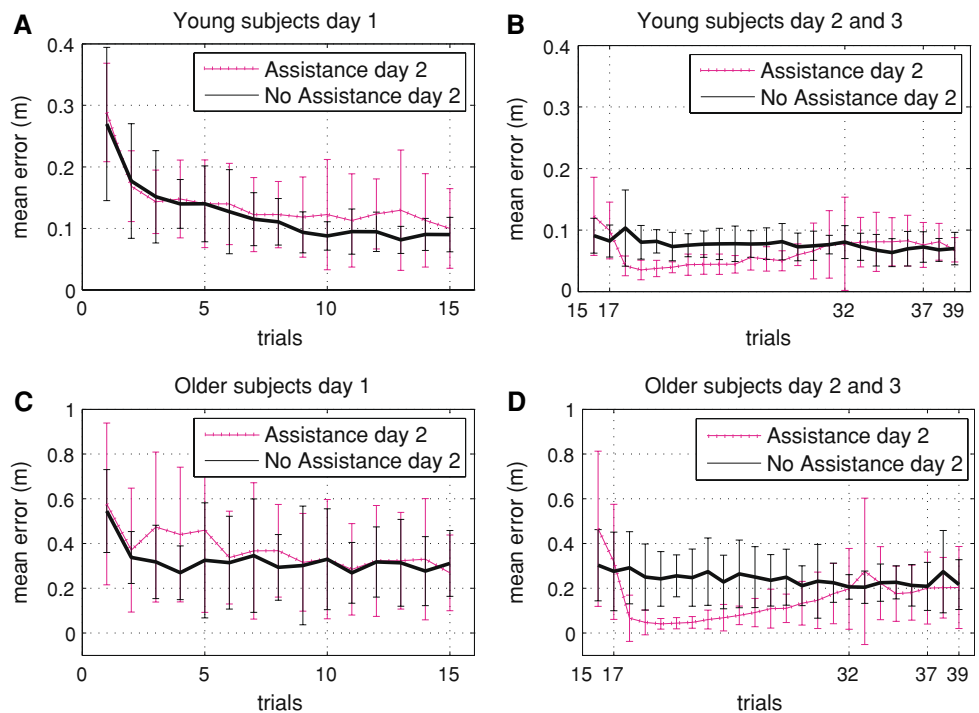 A
Young subjects day 1
mean error (m)
0.4
0.3
0.2
0.1
0
Assistance day 2
No Assistance day 2
0
5
10
15
trials
B
Young subjects day 2 and 3
mean error (m)
0.4
0.3
0.2
0.1
0
Assistance day 2
No Assistance day 2
15
17
32
37
39
trials
C
Older subjects day 1
mean error (m)
1
0.8
0.6
0.4
0.2
0
Assistance day 2
No Assistance day 2
0
5
10
15
trials
D
Older subjects day 2 and 3
mean error (m)
1
0.8
0.6
0.4
0.2
0
Assistance day 2
No Assistance day 2
15
17
32
37
39
trials